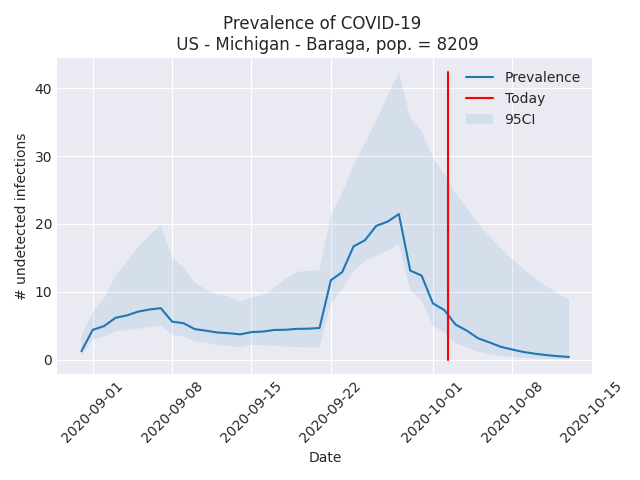 Prevalence of COVID-19
US - Michigan - Baraga, pop. = 8209
Prevalence
Today
95CI
# undetected infections
40
30
20
10
0
2020-09-01
2020-09-08
2020-09-15
2020-09-22
2020-10-01
2020-10-08
2020-10-15
Date